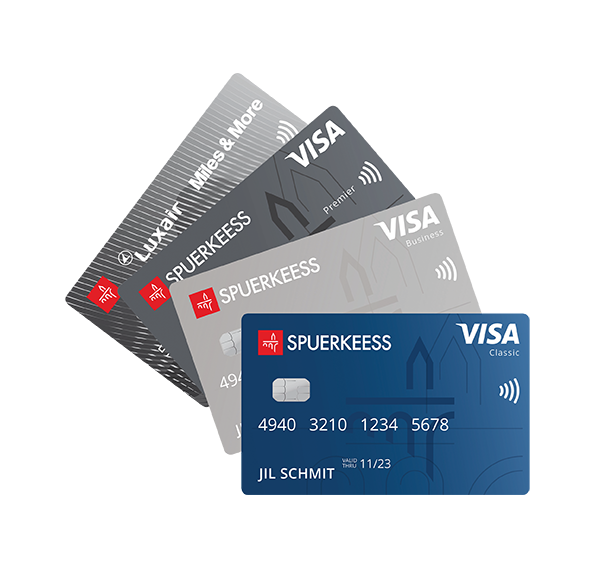 Luxair Miles & More
VISA
Premier
SPUERKEESS
VISA
Business
SPUERKEESS
494
J
SPUERKEESS
VISA
Classic
4940 3210 1234 5678
VALID THRU 11/23
JIL SCHMIT